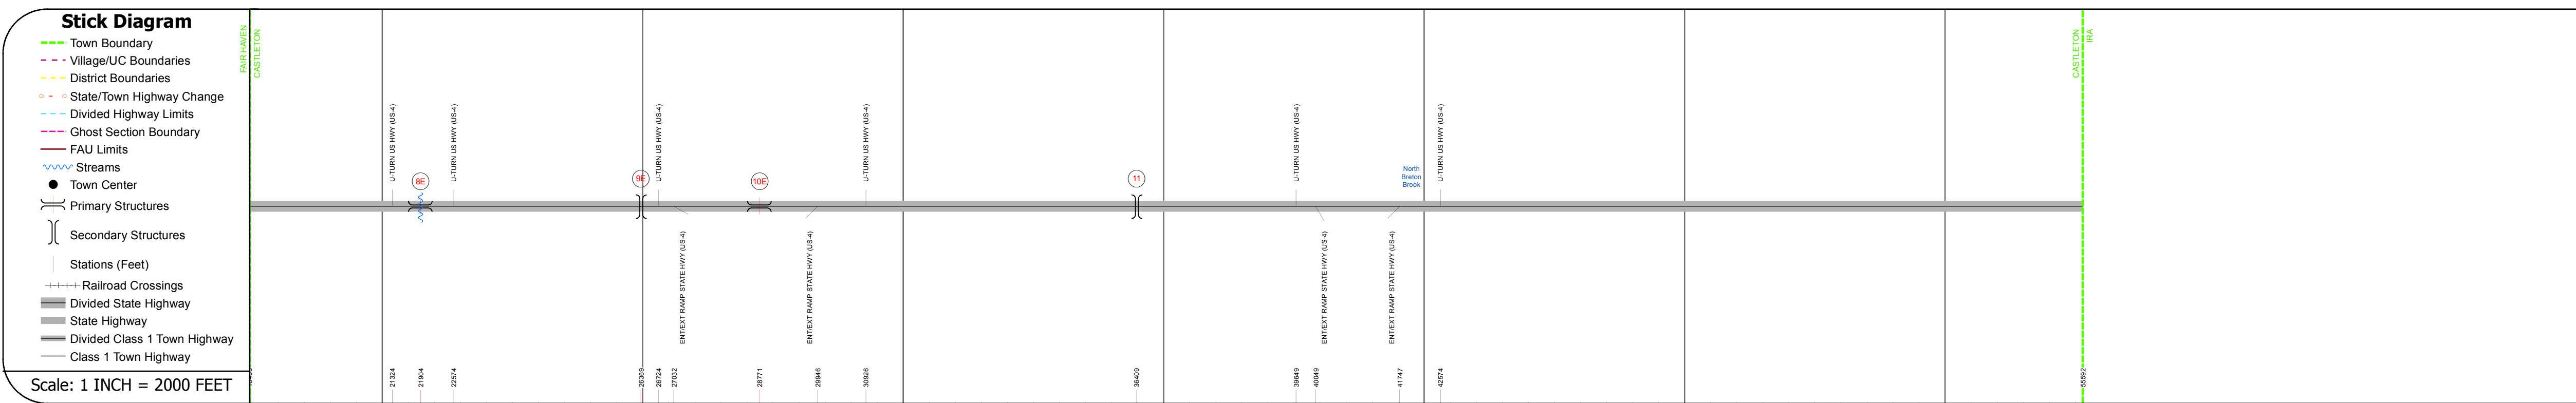 Stick Diagram
Town Boundary
Village/UC Boundaries
District Boundaries
State/Town Highway Change
Divided Highway Limits
Ghost Section Boundary
FAU Limits
Streams
Town Center
Primary Structures
Secondary Structures
Stations (Feet)
Railroad Crossings
Divided State Highway
State Highway
Divided Class 1 Town Highway
Class 1 Town Highway
Scale: 1 INCH = 2000 FEET
FAIR HAVEN
CASTLETON
U-TURN US HWY (US-4)
8E
U-TURN US HWY (US-4)
9E
U-TURN US HWY (US-4)
ENT/EXT RAMP STATE HWY (US-4)
10E
ENT/EXT RAMP STATE HWY (US-4)
U-TURN US HWY (US-4)
11
U-TURN US HWY (US-4)
ENT/EXT RAMP STATE HWY (US-4)
ENT/EXT RAMP STATE HWY (US-4)
North
Breton
Brook
U-TURN US HWY (US-4)
CASTLETON
IRA
21324
21904
22574
26369
26724
27032
28771
29946
30926
36409
39649
40049
41747
42574
55592